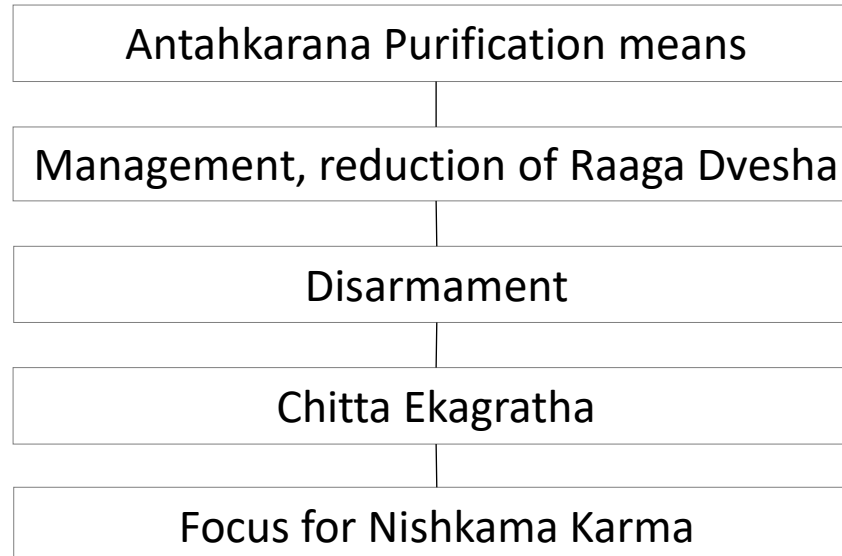 Antahkarana Purification means
Management, reduction of Raaga Dvesha
Disarmament
Chitta Ekagratha
Focus for Nishkama Karma